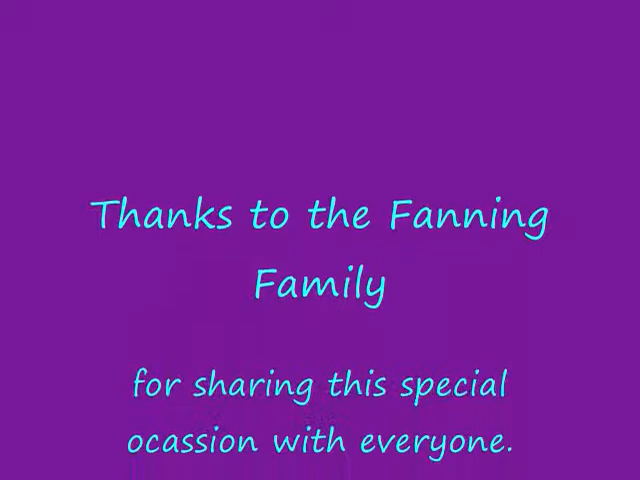 Thanks to the Fanning
Family
for sharing this special
ocassion with everyone.